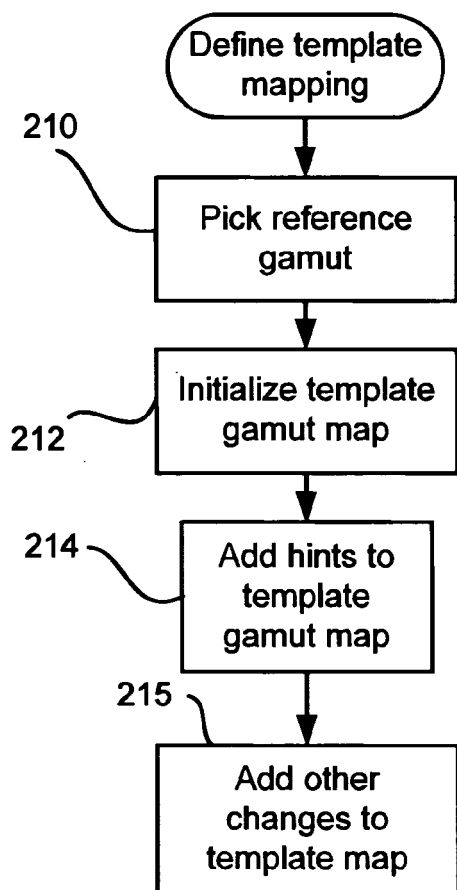 Define template
mapping
210
Pick reference
gamut
Initialize template
gamut map
212
214
Add hints to
template
gamut map
215
Add other
changes to
template map